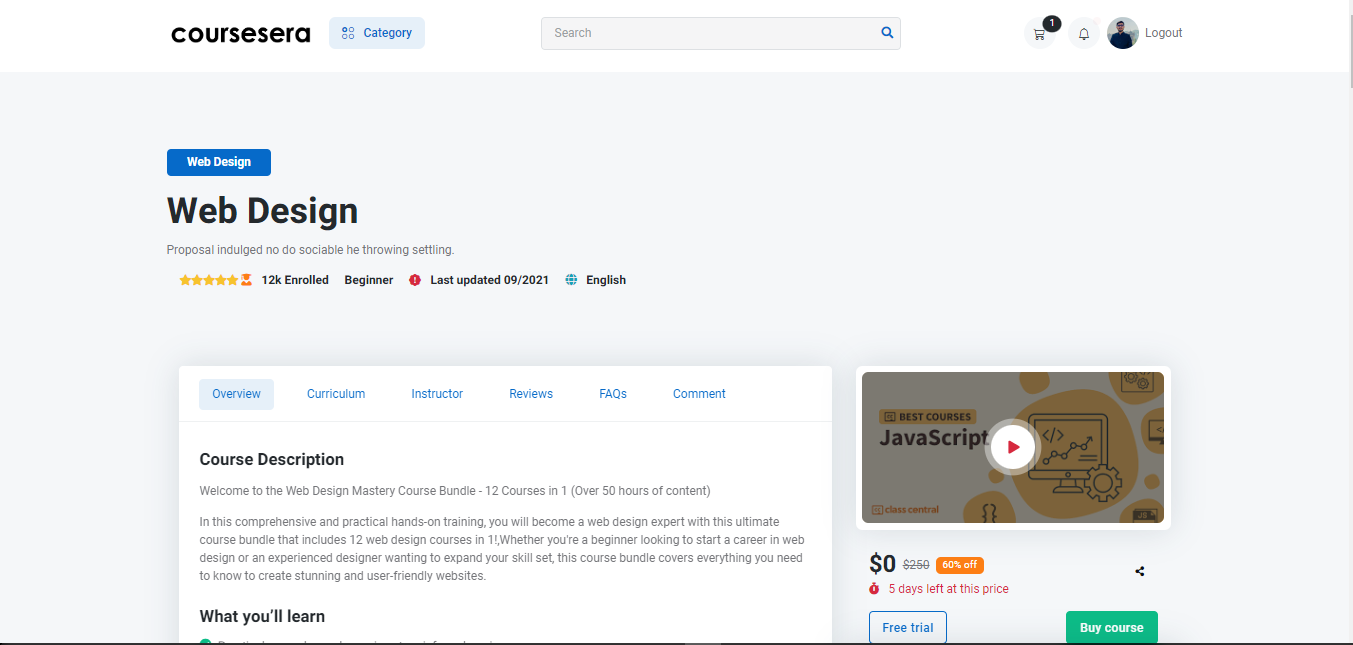 coursesera
Category
Search
1
Logout
Web Design
Web Design
Proposal indulged no do sociable he throwing settling.
12k Enrolled Beginner Last updated 09/2021 English
Overview Curriculum Instructor Reviews FAQs Comment
Course Description
Welcome to the Web Design Mastery Course Bundle - 12 Courses in 1 (Over 50 hours of content)
In this comprehensive and practical hands-on training, you will become a web design expert with this ultimate
course bundle that includes 12 web design courses in 1!,Whether you're a beginner looking to start a career in web
design or an experienced designer wanting to expand your skill set, this course bundle covers everything you need
to know to create stunning and user-friendly websites.
What you'll learn
BEST COURSES
JavaScript
</>
class central
{}
JS
$0 $250 60% off
5 days left at this price
Free trial Buy course